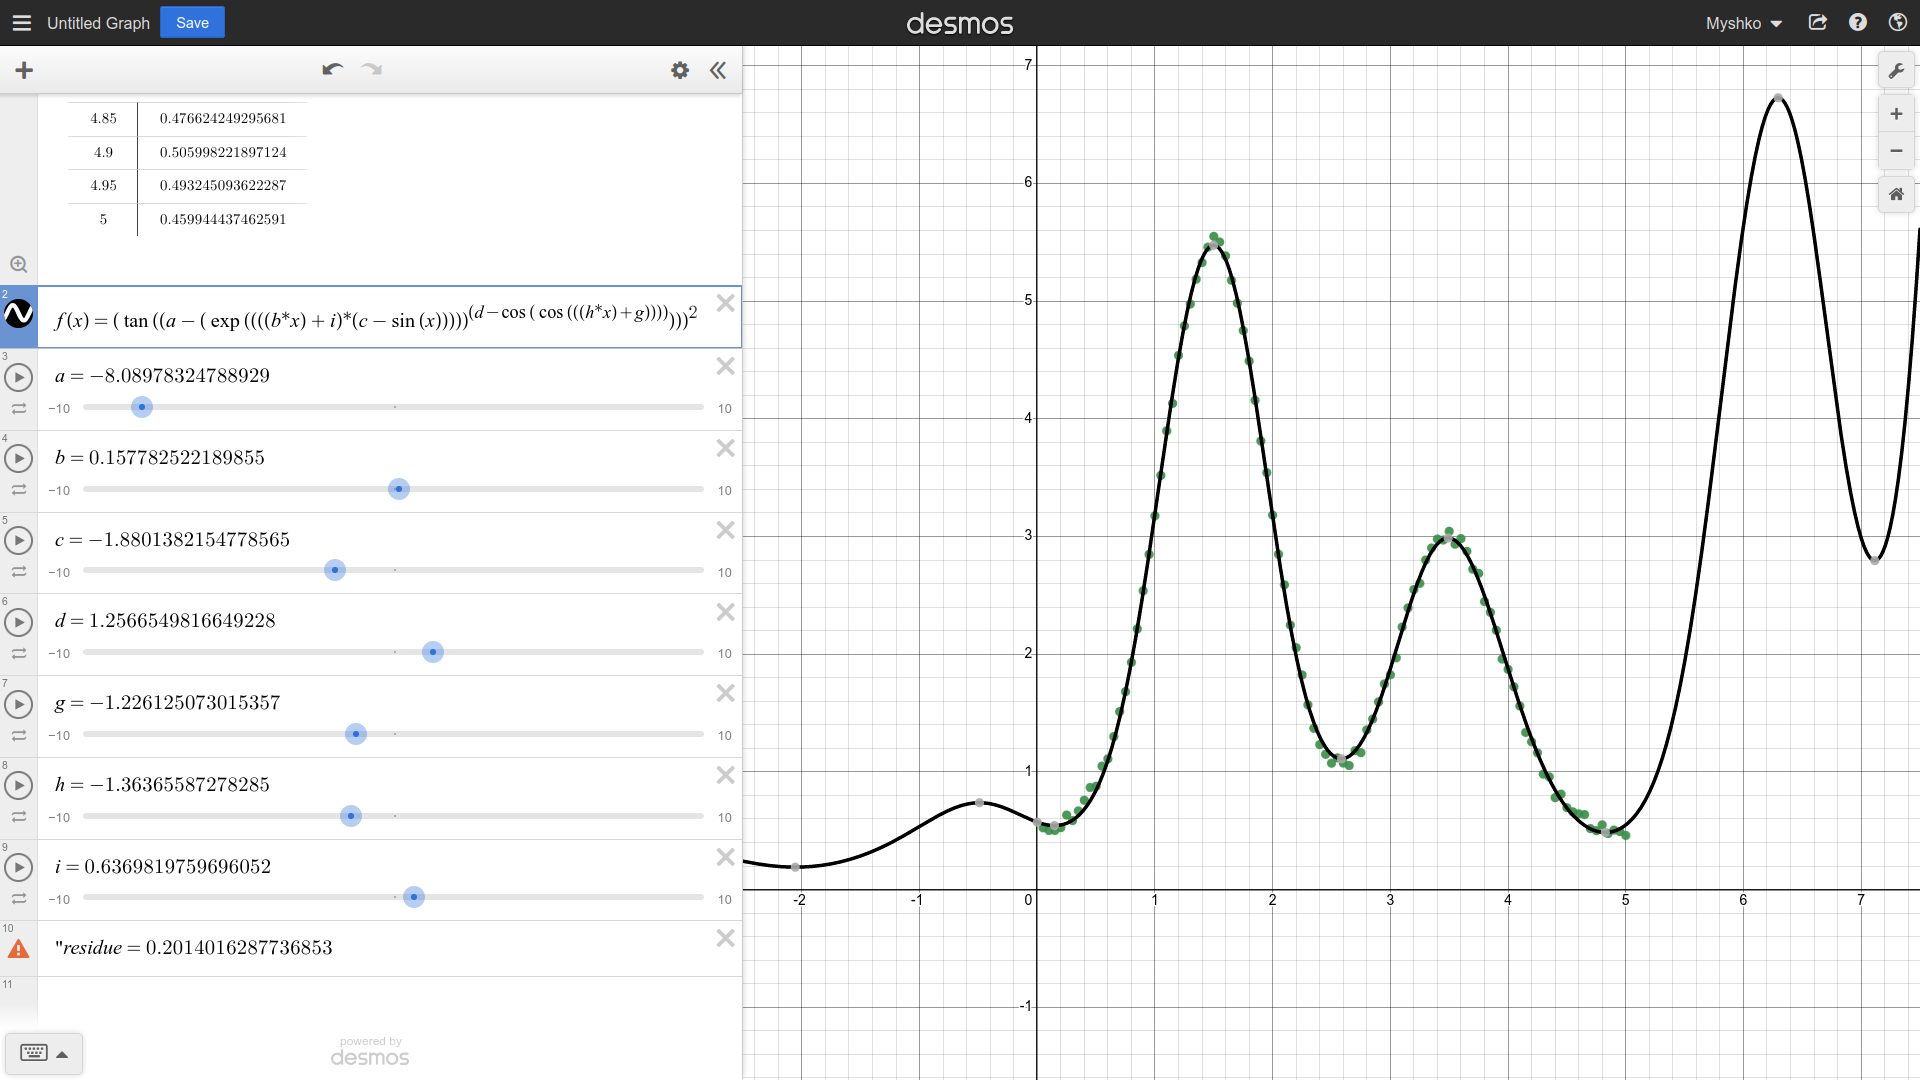 Untitled Graph Save desmos Myshko
4.85 0.476624249295681
4.9 0.505998221897124
4.95 0.493245093622287
5 0.459944437462591
2
f(x) = ( tan ((a − ( exp ((((b*x) + i)*(c − sin (x)))))^(d − cos ( cos (((h*x) + g))))))))^2
3
a = −8.08978324788929
−10 10
4
b = 0.157782522189855
−10 10
5
c = −1.8801382154778565
−10 10
6
d = 1.2566549816649228
−10 10
7
g = −1.226125073015357
−10 10
8
h = −1.36365587278285
−10 10
9
i = 0.6369819759696052
−10 10
10
"residue = 0.2014016287736853
11
powered by
desmos
7
6
5
4
3
2
1
-2 -1 0 1 2 3 4 5 6 7
-1